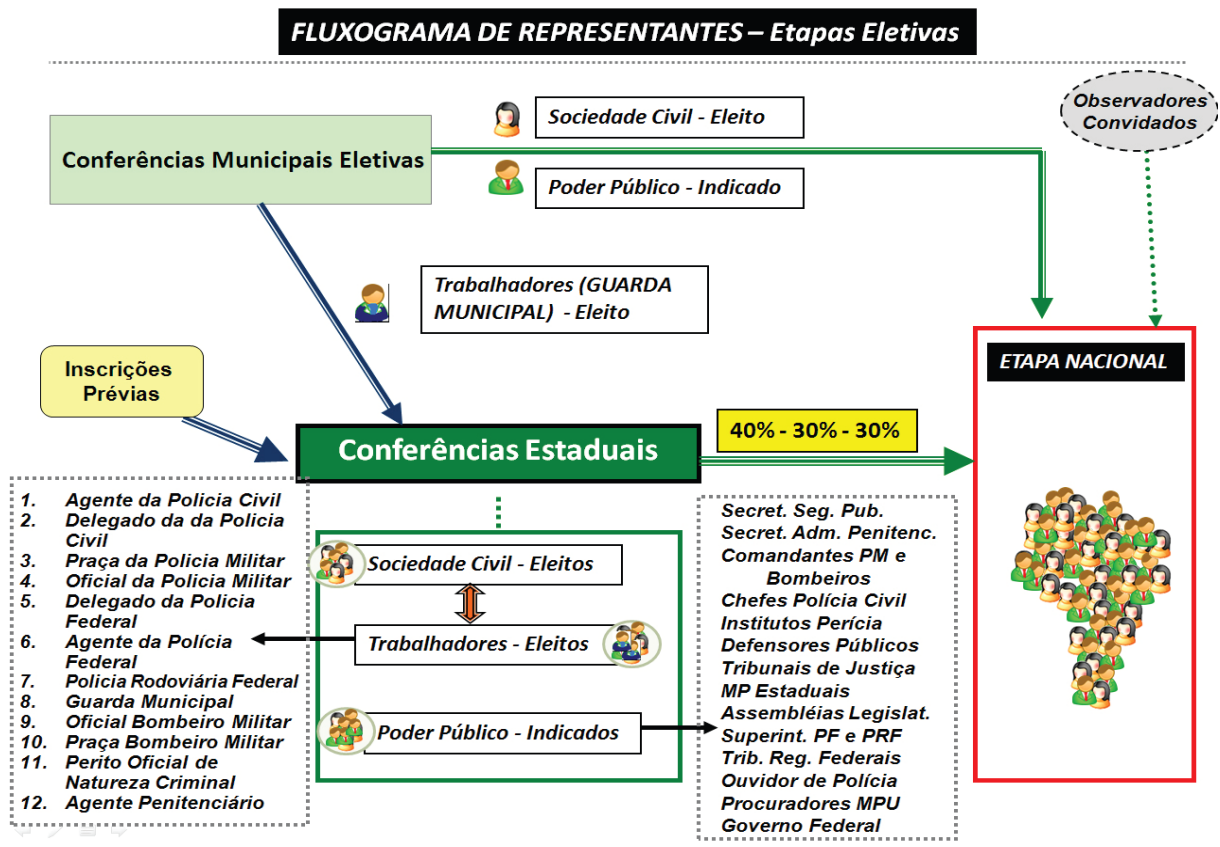 FLUXOGRAMA DE REPRESENTANTES – Etapas Eletivas
Observadores
Convidados
Sociedade Civil - Eleito
Conferências Municipais Eletivas
Poder Público - Indicado
Trabalhadores (GUARDA
MUNICIPAL) - Eleito
Inscrições
Prévias
ETAPA NACIONAL
40% - 30% - 30%
Conferências Estaduais
1. Agente da Policia Civil
2. Delegado da da Policia
Civil
3. Praça da Policia Militar
4. Oficial da Policia Militar
5. Delegado da Policia
Federal
6. Agente da Polícia
Federal
7. Policia Rodoviária Federal
8. Guarda Municipal
9. Oficial Bombeiro Militar
10. Praça Bombeiro Militar
11. Perito Oficial de
Natureza Criminal
12. Agente Penitenciário
Sociedade Civil - Eleitos
Trabalhadores - Eleitos
Poder Público - Indicados
Secret. Seg. Pub.
Secret. Adm. Penitenc.
Comandantes PM e
Bombeiros
Chefes Polícia Civil
Institutos Perícia
Defensores Públicos
Tribunais de Justiça
MP Estaduais
Assembléias Legislat.
Superint. PF e PRF
Trib. Reg. Federais
Ouvidor de Polícia
Procuradores MPU
Governo Federal